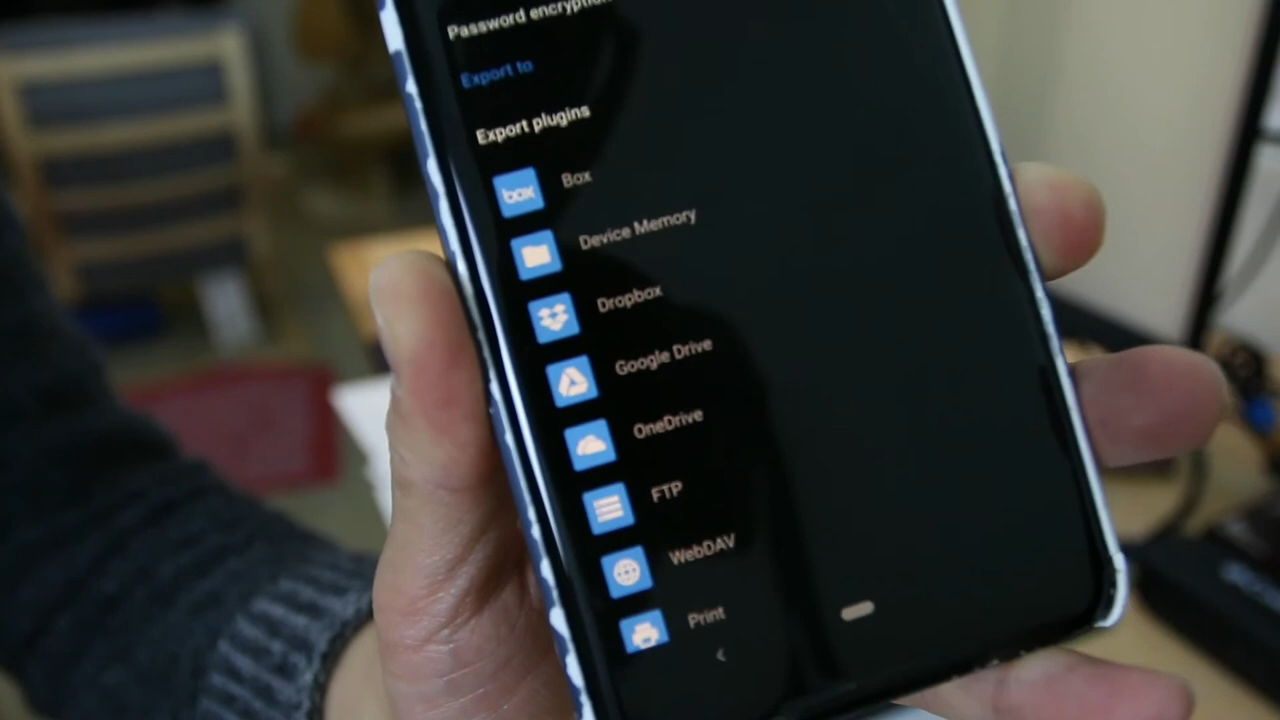 Password encryption
Export to
Export plugins
box Box
Device Memory
Dropbox
Google Drive
OneDrive
FTP
WebDAV
Print